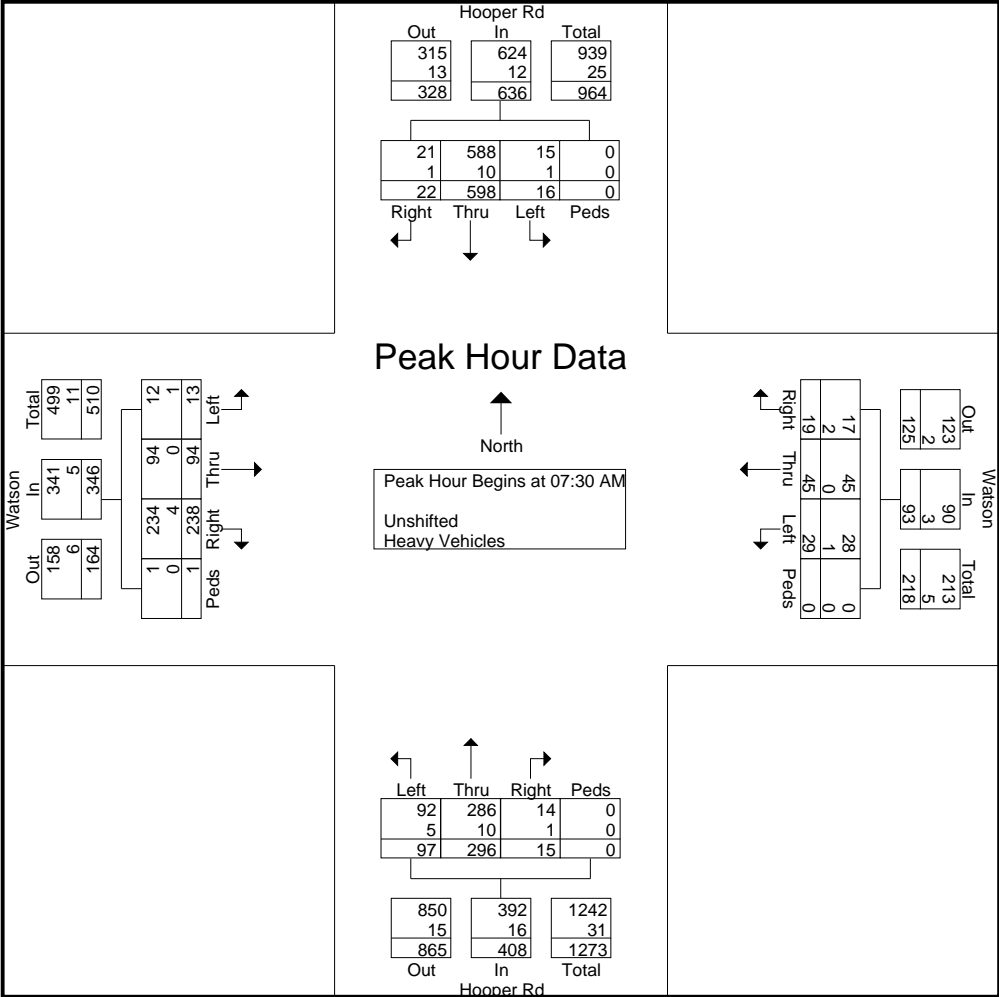 Hooper Rd
Out In Total
315 624 939
13 12 25
328 636 964
21 588 15 0
1 10 1 0
22 598 16 0
Right Thru Left Peds
Peak Hour Data
North
Peak Hour Begins at 07:30 AM
Unshifted
Heavy Vehicles
Watson
Out In Total
158 341 499
6 5 11
164 346 510
Peds Right Thru Left
1 234 94 12
0 4 0 1
1 238 94 13
Watson
Out In Total
123 90 213
2 3 5
125 93 218
17 45 28 0
2 0 1 0
19 45 29 0
Right Thru Left Peds
Left Thru Right Peds
92 286 14 0
5 10 1 0
97 296 15 0
850 392 1242
15 16 31
865 408 1273
Out In Total
Hooper Rd